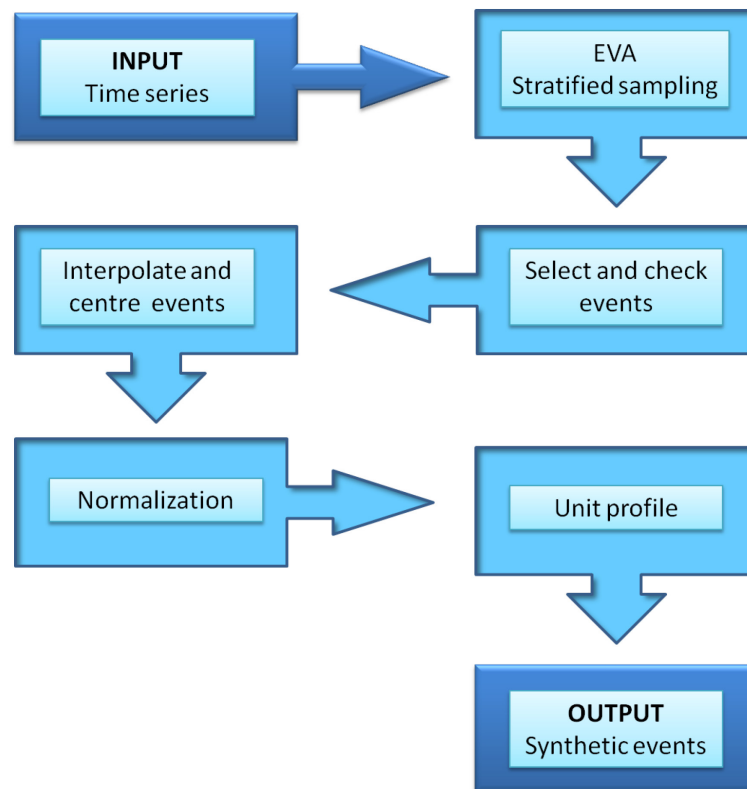 INPUT
Time series
EVA
Stratified sampling
Select and check
events
Interpolate and
centre events
Normalization
Unit profile
OUTPUT
Synthetic events